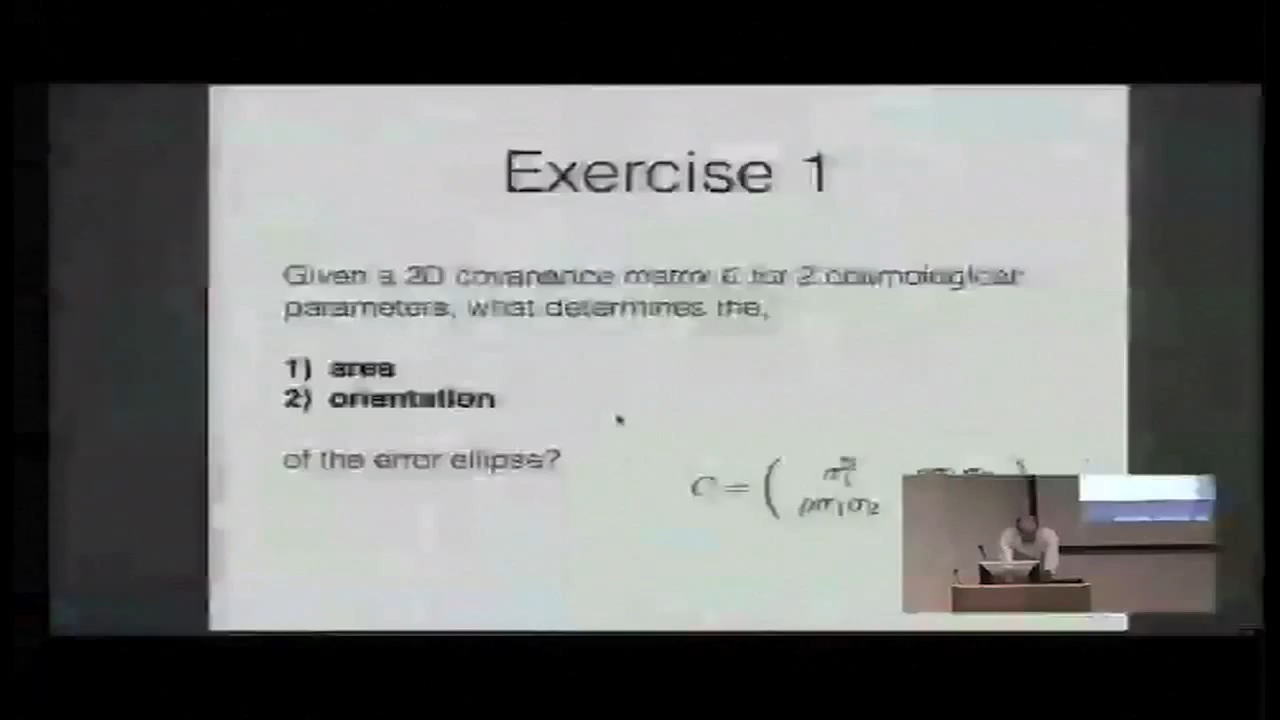 Exercise 1
Given a 2D covariance matrix C for 2 cosmological
parameters, what determines the,
1) area
2) orientation
of the error ellipse?
C = ( σ₁²
ρσ₁σ₂